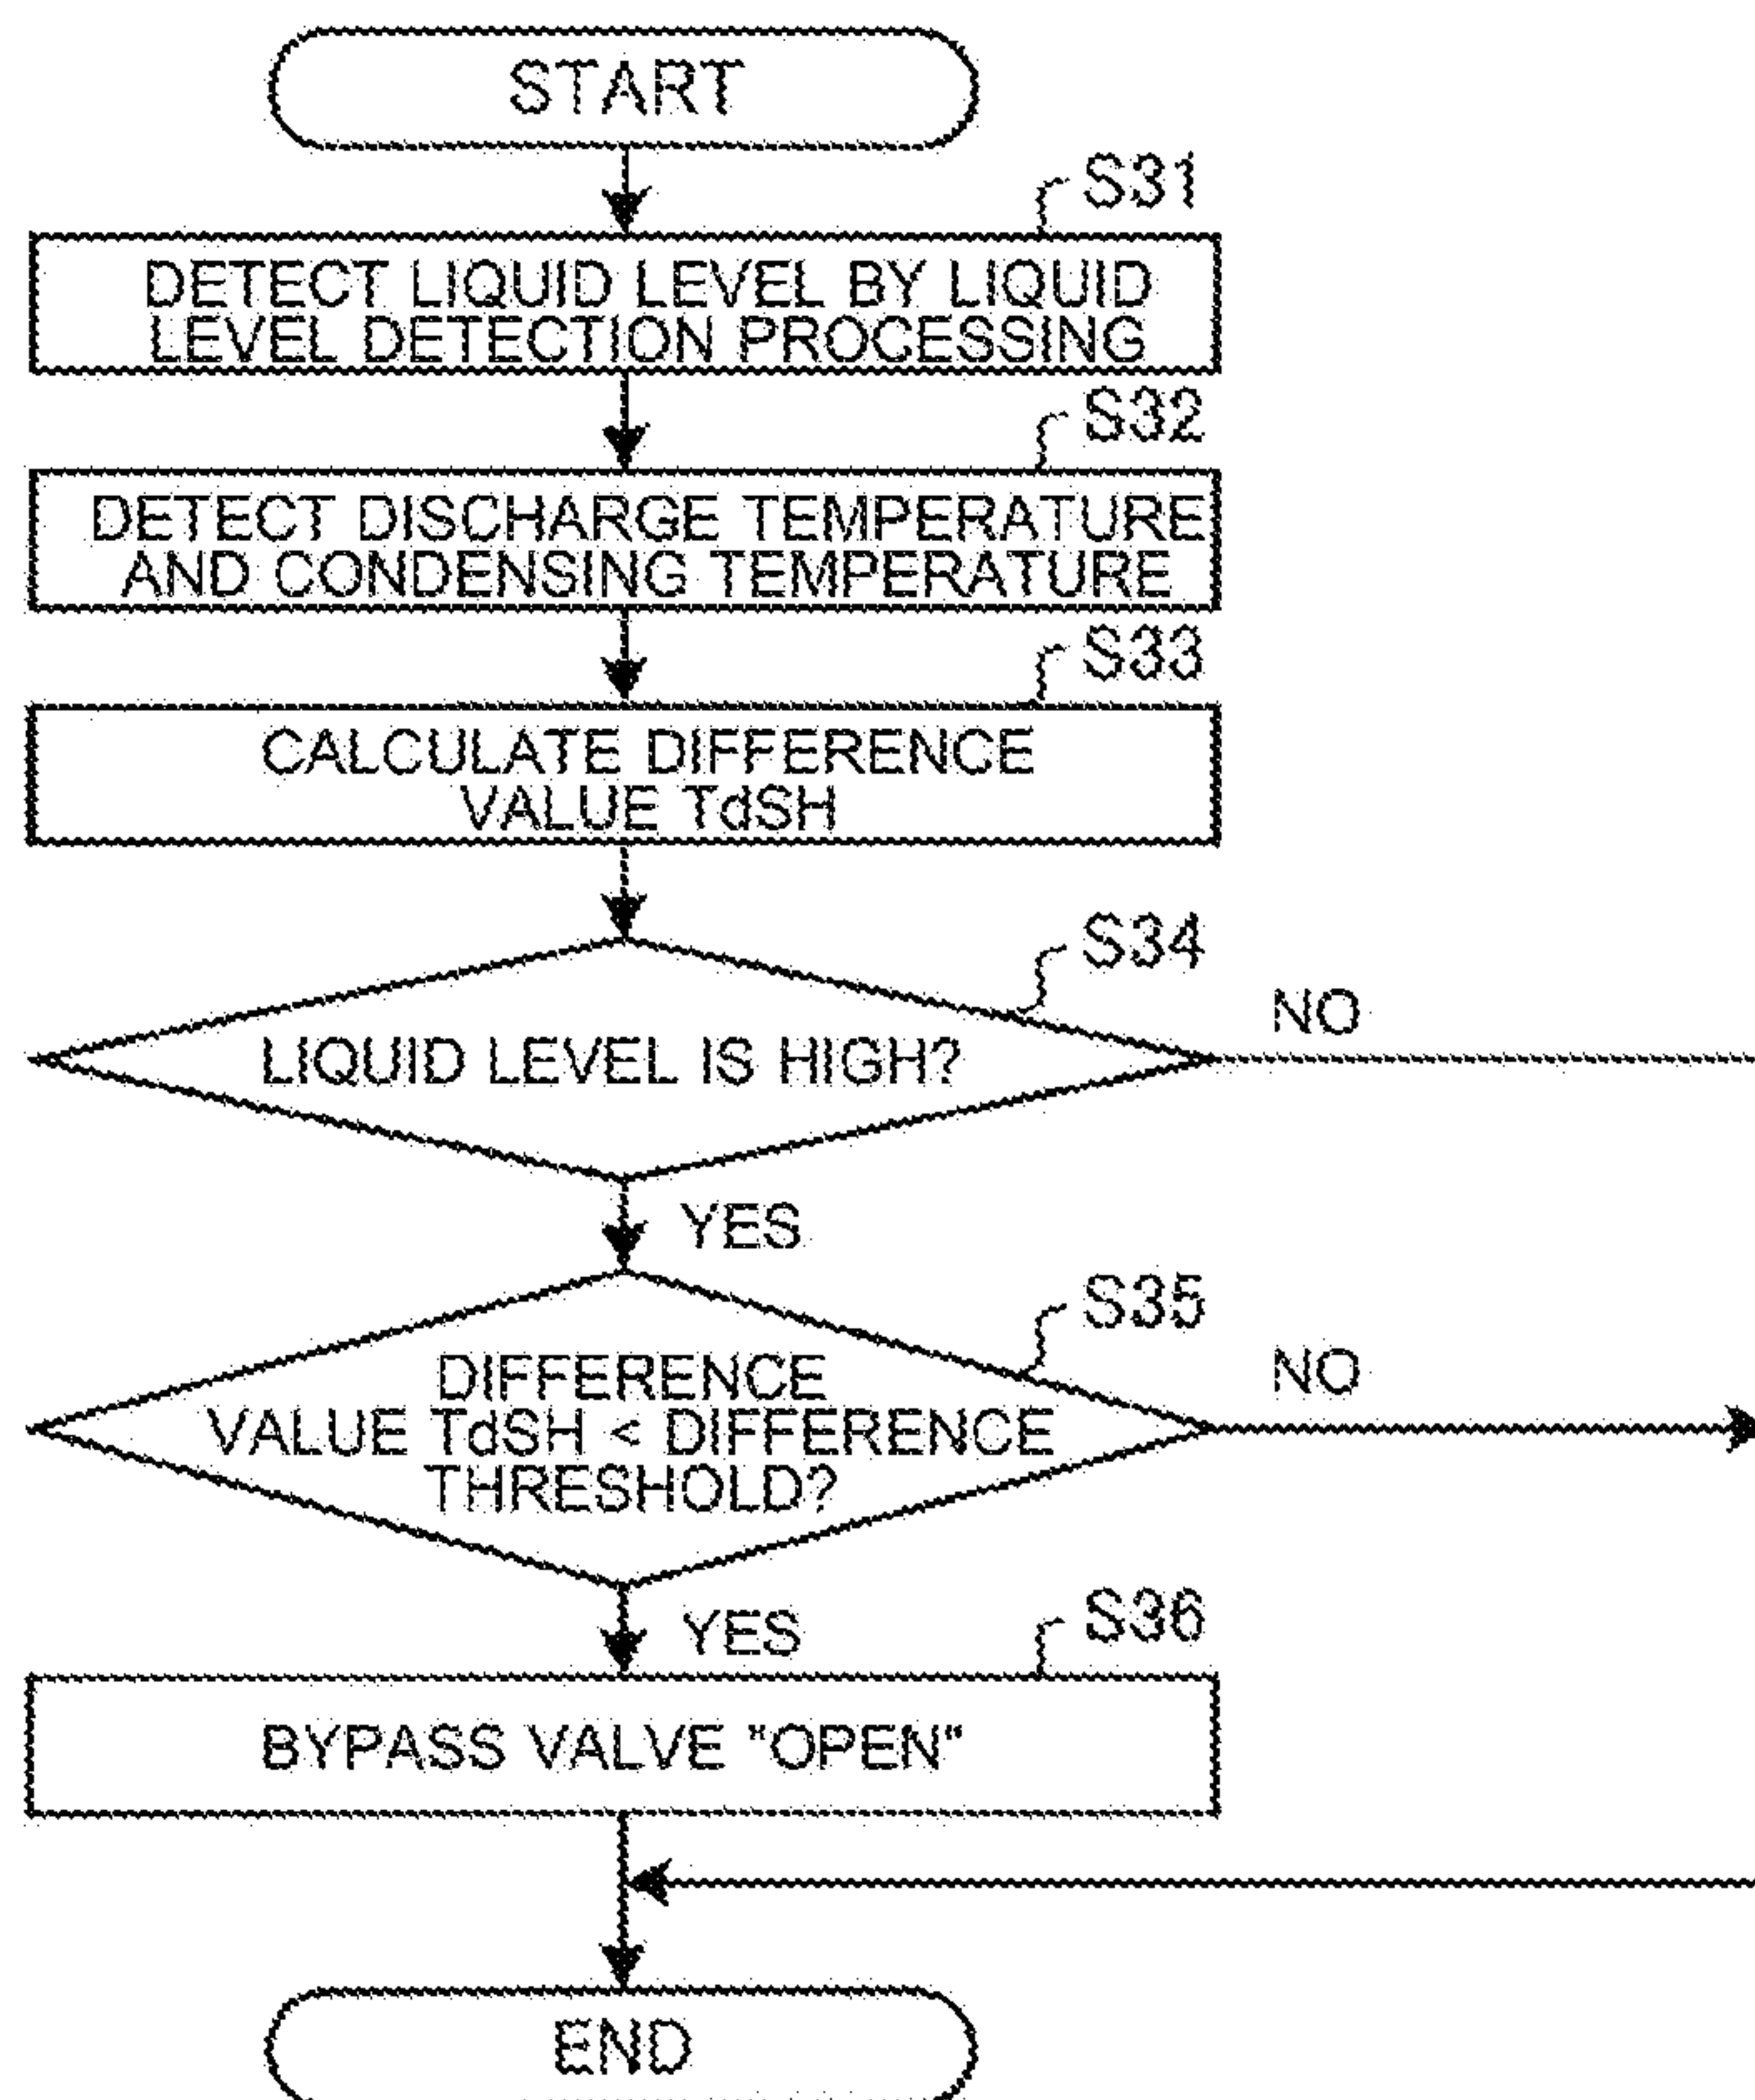 START
S31
DETECT LIQUID LEVEL BY LIQUID
LEVEL DETECTION PROCESSING
S32
DETECT DISCHARGE TEMPERATURE
AND CONDENSING TEMPERATURE
S33
CALCULATE DIFFERENCE
VALUE TdSH
S34
NO
LIQUID LEVEL IS HIGH?
YES
S35
NO
DIFFERENCE
VALUE TdSH < DIFFERENCE
THRESHOLD?
YES
S36
BYPASS VALVE "OPEN"
END